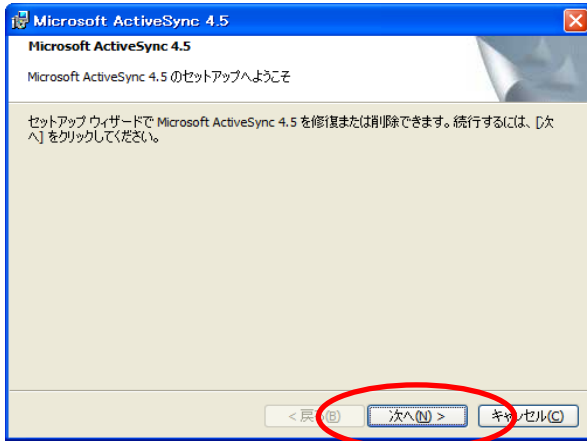 Microsoft ActiveSync 4.5
Microsoft ActiveSync 4.5
Microsoft ActiveSync 4.5 のセットアップへようこそ
セットアップ ウィザードで Microsoft ActiveSync 4.5 を修復または削除できます。続行するには、[次
へ] をクリックしてください。
< 戻る(B) 次へ(N) > キャンセル(C)